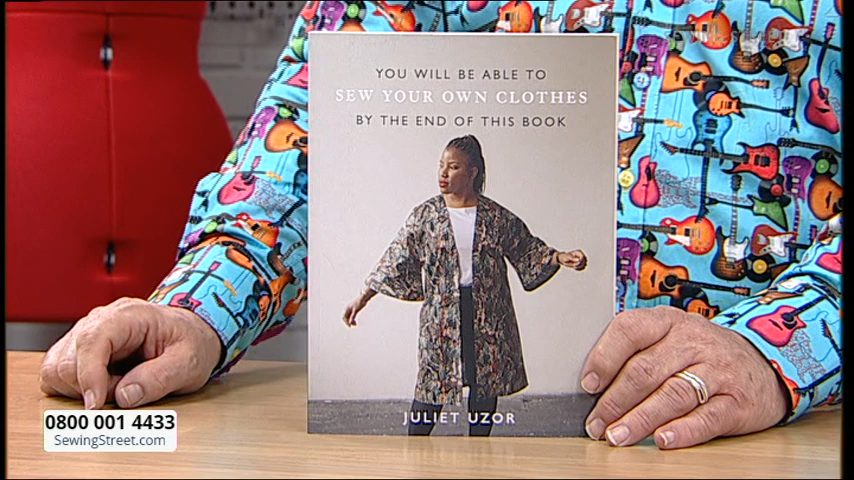 YOU WILL BE ABLE TO
SEW YOUR OWN CLOTHES
BY THE END OF THIS BOOK
JULIET UZOR
0800 001 4433
SewingStreet.com